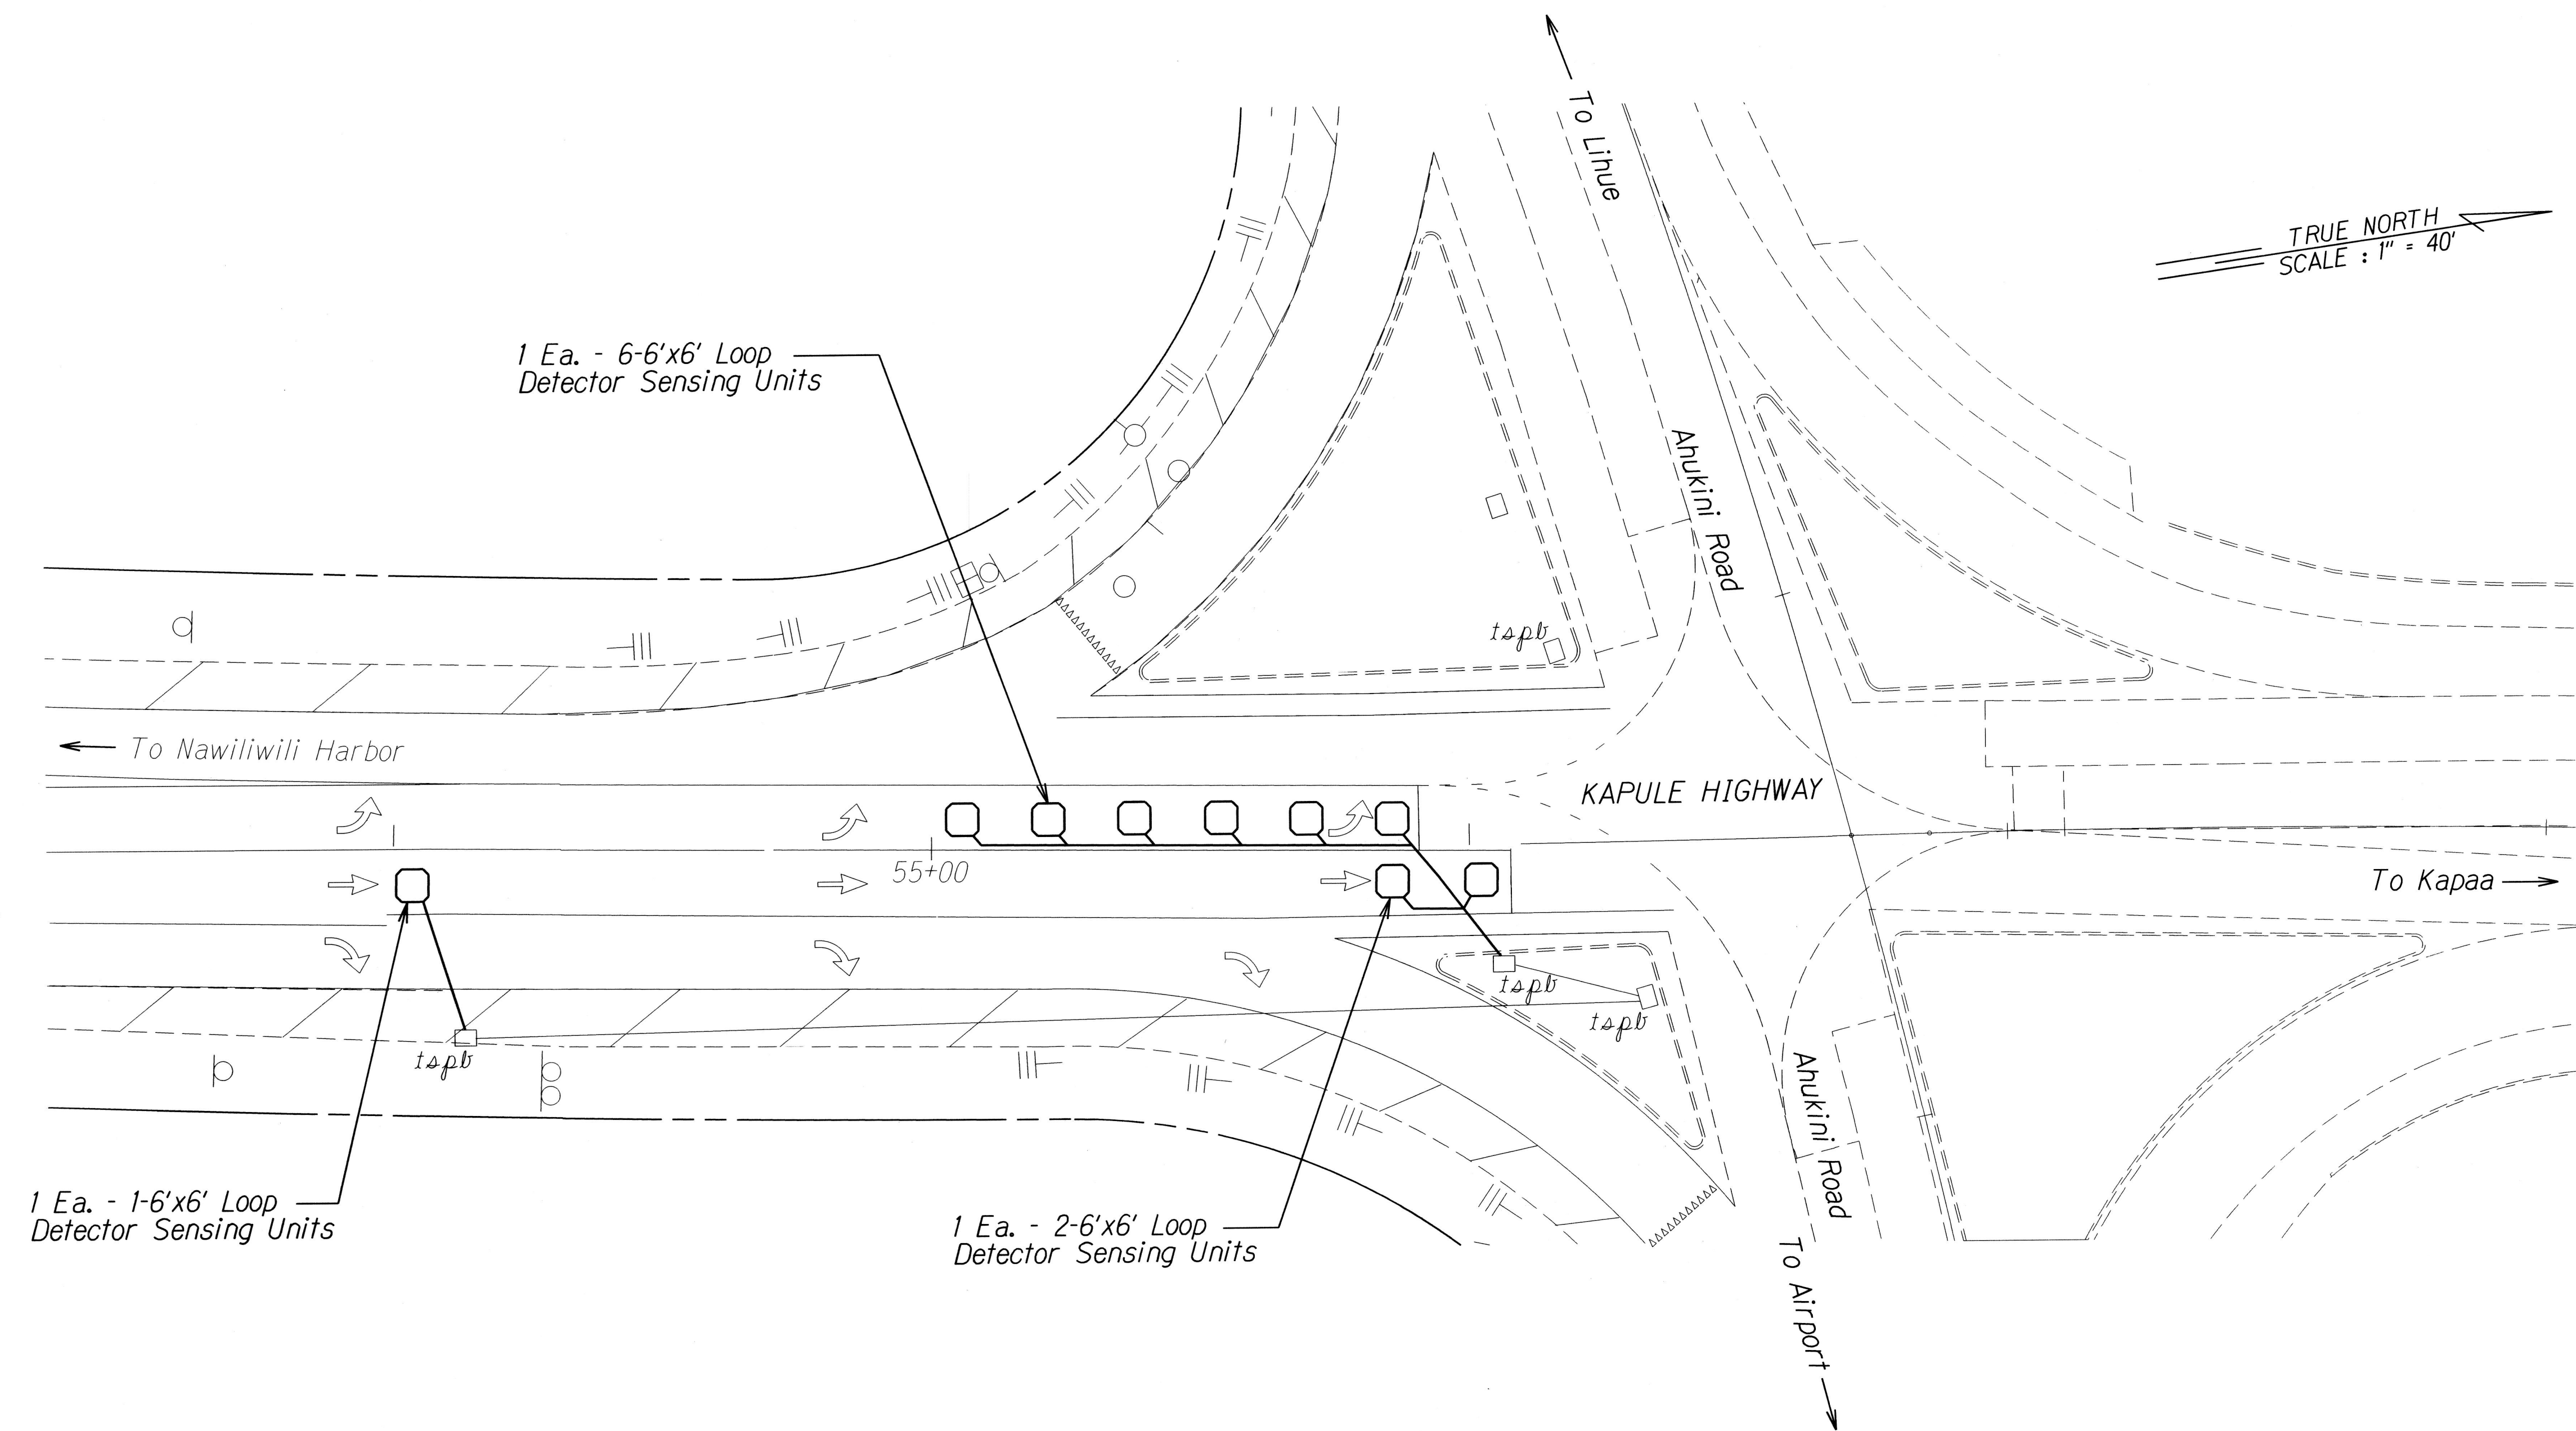 To Lihue
TRUE NORTH
SCALE : 1" = 40'
1 Ea. - 6-6'x6' Loop
Detector Sensing Units
Ahukini Road
tspb
To Nawiliwili Harbor
KAPULE HIGHWAY
55+00
To Kapaa
tspb
tspb
tspb
Ahukini Road
1 Ea. - 1-6'x6' Loop
Detector Sensing Units
1 Ea. - 2-6'x6' Loop
Detector Sensing Units
To Airport